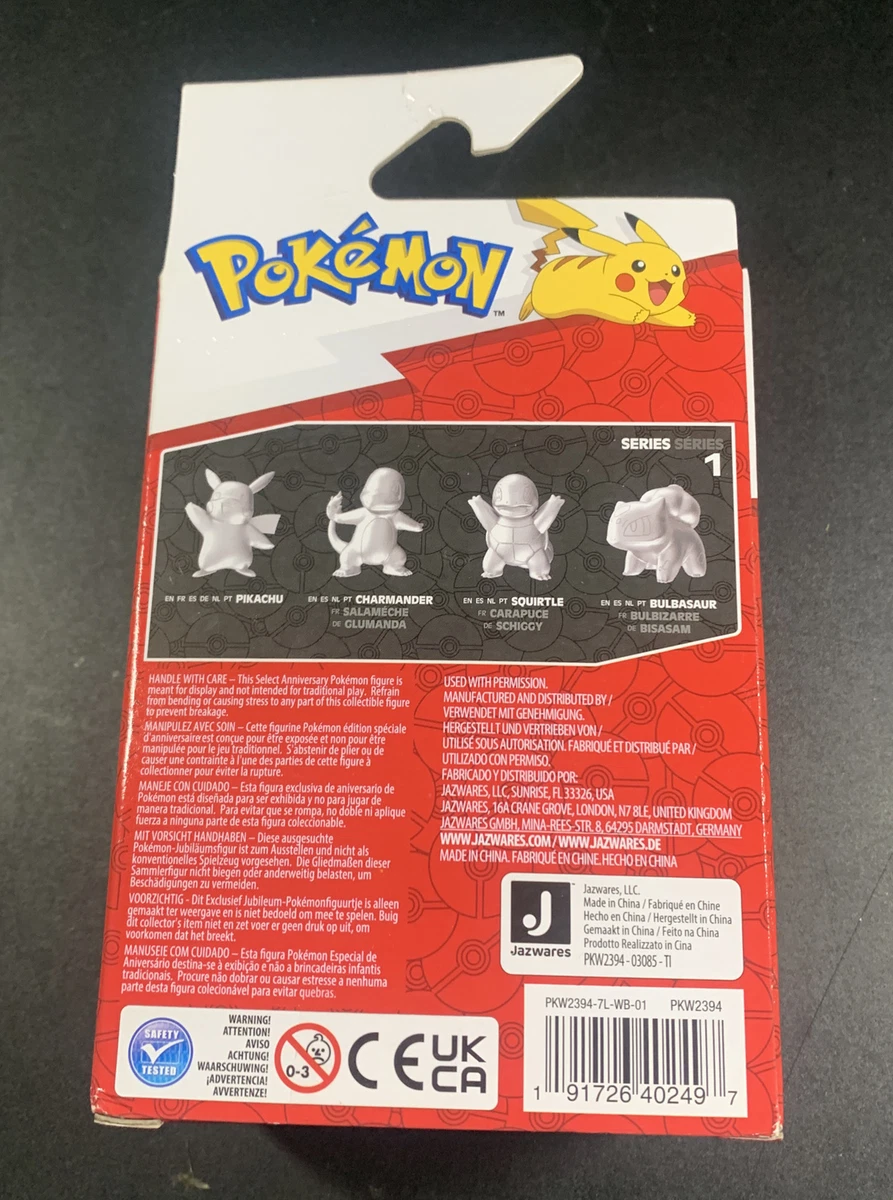 POKÉMON
TM
SERIES SÉRIES
1
EN FR ES DE NL PT PIKACHU
EN ES NL PT CHARMANDER
FR SALAMÈCHE
DE GLUMANDA
EN ES NL PT SQUIRTLE
FR CARAPUCE
DE SCHIGGY
EN ES NL PT BULBASAUR
FR BULBIZARRE
DE BISASAM
HANDLE WITH CARE – This Select Anniversary Pokémon figure is
meant for display and not intended for traditional play. Refrain
from bending or causing stress to any part of this collectible figure
to prevent breakage.
MANIPULEZ AVEC SOIN – Cette figurine Pokémon édition spéciale
d'anniversaire est conçue pour être exposée et non pour être
manipulée pour le jeu traditionnel. S'abstenir de plier ou de
causer une contrainte à l'une des parties de cette figure à
collectionner pour éviter la rupture.
MANEJE CON CUIDADO – Esta figura exclusiva de aniversario de
Pokémon está diseñada para ser exhibida y no para jugar de
manera tradicional. Para evitar que se rompa, no doble ni aplique
fuerza a ninguna parte de esta figura coleccionable.
MIT VORSICHT HANDHABEN – Diese ausgesuchte
Pokémon-Jubiläumsfigur ist zum Ausstellen und nicht als
konventionelles Spielzeug vorgesehen. Die Gliedmaßen dieser
Sammlerfigur nicht biegen oder anderweitig belasten, um
Beschädigungen zu vermeiden.
VOORZICHTIG - Dit Exclusief Jubileum-Pokémonfiguurtje is alleen
gemaakt ter weergave en is niet bedoeld om mee te spelen. Buig
dit collector's item niet en zet voer er geen druk op uit, om
voorkomen dat het breekt.
MANUSEIE COM CUIDADO – Esta figura Pokémon Especial de
Aniversário destina-se à exibição e não a brincadeiras infantis
tradicionais. Procure não dobrar ou causar estresse a nenhuma
parte desta figura colecionável para evitar quebras.
USED WITH PERMISSION.
MANUFACTURED AND DISTRIBUTED BY /
VERWENDET MIT GENEHMIGUNG.
HERGESTELLT UND VERTRIEBEN VON /
UTILISÉ SOUS AUTORISATION. FABRIQUÉ ET DISTRIBUÉ PAR /
UTILIZADO CON PERMISO.
FABRICADO Y DISTRIBUIDO POR:
JAZWARES, LLC, SUNRISE, FL 33326, USA
JAZWARES, 16A CRANE GROVE, LONDON, N7 8LE, UNITED KINGDOM
JAZWARES GMBH, MINA-REES-STR. 8, 64295 DARMSTADT, GERMANY
WWW.JAZWARES.COM / WWW.JAZWARES.DE
MADE IN CHINA. FABRIQUÉ EN CHINE. HECHO EN CHINA
J
Jazwares
Jazwares, LLC.
Made in China / Fabriqué en Chine
Hecho en China / Hergestellt in China
Gemaakt in China / Feito na China
Prodotto Realizzato in Cina
PKW2394 - 03085 - TI
SAFETY
TESTED
WARNING!
ATTENTION!
AVISO
ACHTUNG!
WAARSCHUWING!
¡ADVERTENCIA!
AVVERTENZE!
0-3
CE
UK
CA
PKW2394-7L-WB-01 PKW2394
1 91726 40249 7